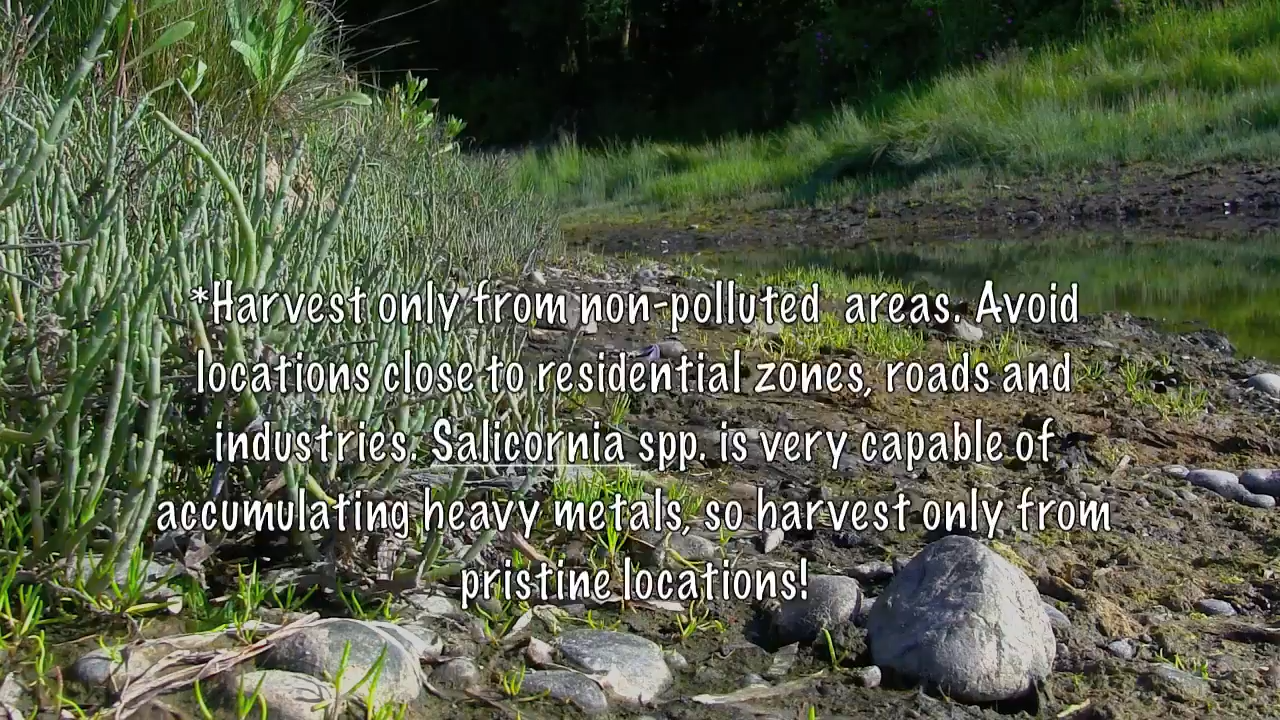 *Harvest only from non-polluted  areas. Avoid
locations close to residential zones, roads and
industries. Salicornia spp. is very capable of
accumulating heavy metals, so harvest only from
pristine locations!